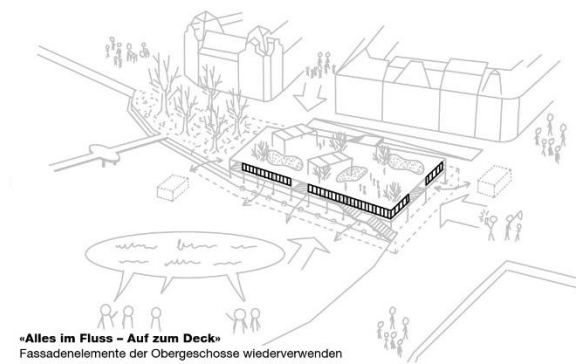 «Alles im Fluss – Auf zum Deck»
Fassadenelemente der Obergeschosse wiederverwenden